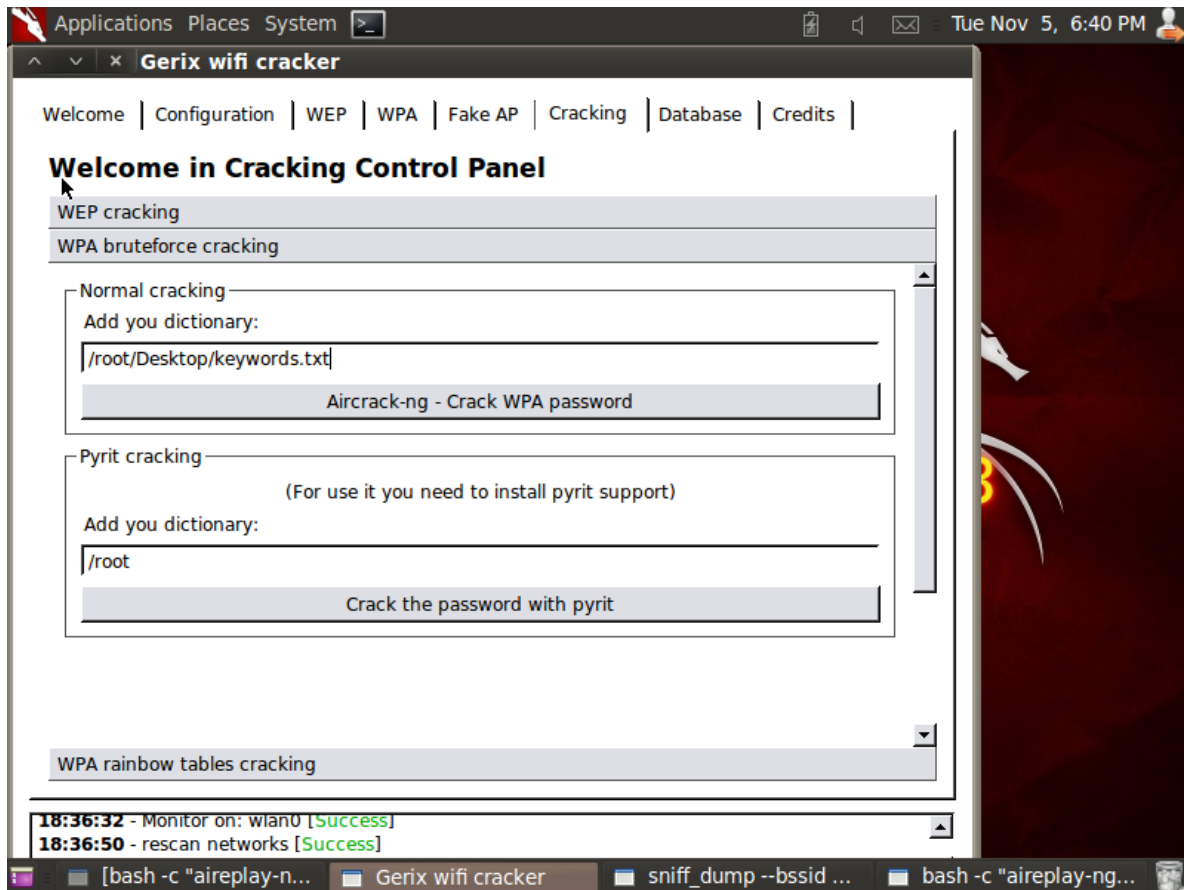 Applications Places System Tue Nov 5, 6:40 PM
Gerix wifi cracker
Welcome Configuration WEP WPA Fake AP Cracking Database Credits
Welcome in Cracking Control Panel
WEP cracking
WPA bruteforce cracking
Normal cracking
Add you dictionary:
/root/Desktop/keywords.txt
Aircrack-ng - Crack WPA password
Pyrit cracking
(For use it you need to install pyrit support)
Add you dictionary:
/root
Crack the password with pyrit
3
WPA rainbow tables cracking
18:36:32 - Monitor on: wlan0 [Success]
18:36:50 - rescan networks [Success]
[bash -c "aireplay-n... Gerix wifi cracker sniff_dump --bssid ... bash -c "aireplay-ng...